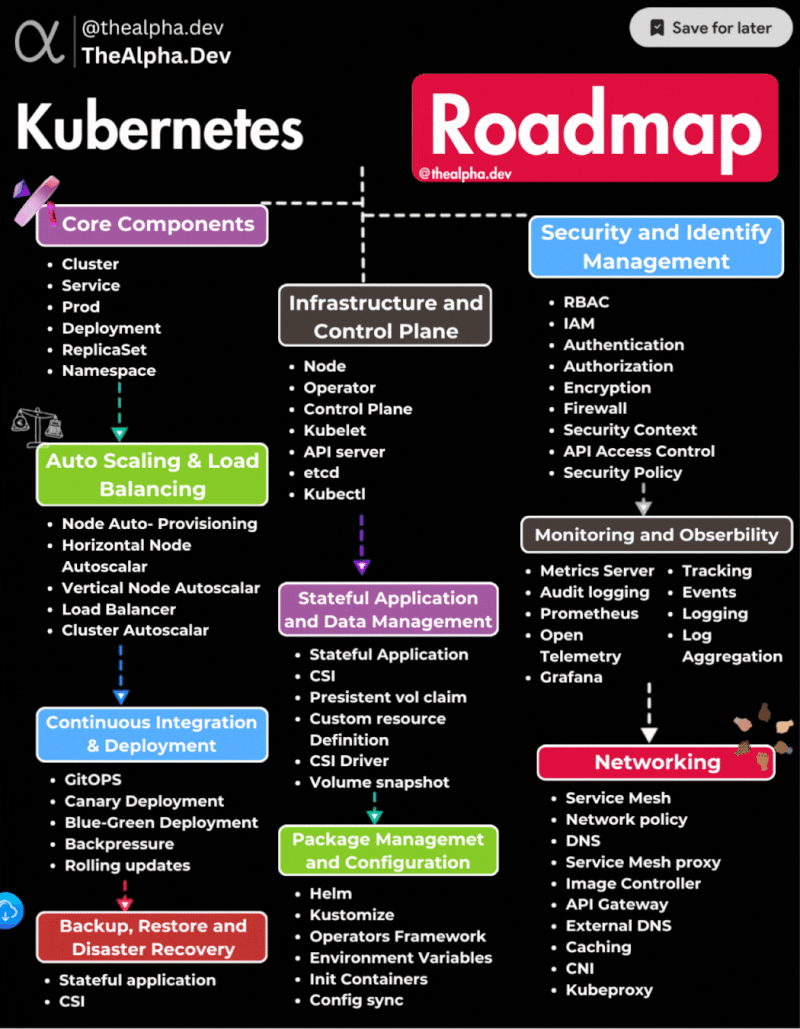 @thealpha.dev
TheAlpha.Dev
Save for later
Kubernetes
Roadmap
@thealpha.dev
Core Components
• Cluster
• Service
• Prod
• Deployment
• ReplicaSet
• Namespace
Auto Scaling & Load
Balancing
• Node Auto- Provisioning
• Horizontal Node
Autoscalar
• Vertical Node Autoscalar
• Load Balancer
• Cluster Autoscalar
Continuous Integration
& Deployment
• GitOPS
• Canary Deployment
• Blue-Green Deployment
• Backpressure
• Rolling updates
Backup, Restore and
Disaster Recovery
• Stateful application
• CSI
Infrastructure and
Control Plane
• Node
• Operator
• Control Plane
• Kubelet
• API server
• etcd
• Kubectl
Stateful Application
and Data Management
• Stateful Application
• CSI
• Presistent vol claim
• Custom resource
Definition
• CSI Driver
• Volume snapshot
Package Managemet
and Configuration
• Helm
• Kustomize
• Operators Framework
• Environment Variables
• Init Containers
• Config sync
Security and Identify
Management
• RBAC
• IAM
• Authentication
• Authorization
• Encryption
• Firewall
• Security Context
• API Access Control
• Security Policy
Monitoring and Obserbility
• Metrics Server
• Audit logging
• Prometheus
• Open
Telemetry
• Grafana
• Tracking
• Events
• Logging
• Log
Aggregation
Networking
• Service Mesh
• Network policy
• DNS
• Service Mesh proxy
• Image Controller
• API Gateway
• External DNS
• Caching
• CNI
• Kubeproxy